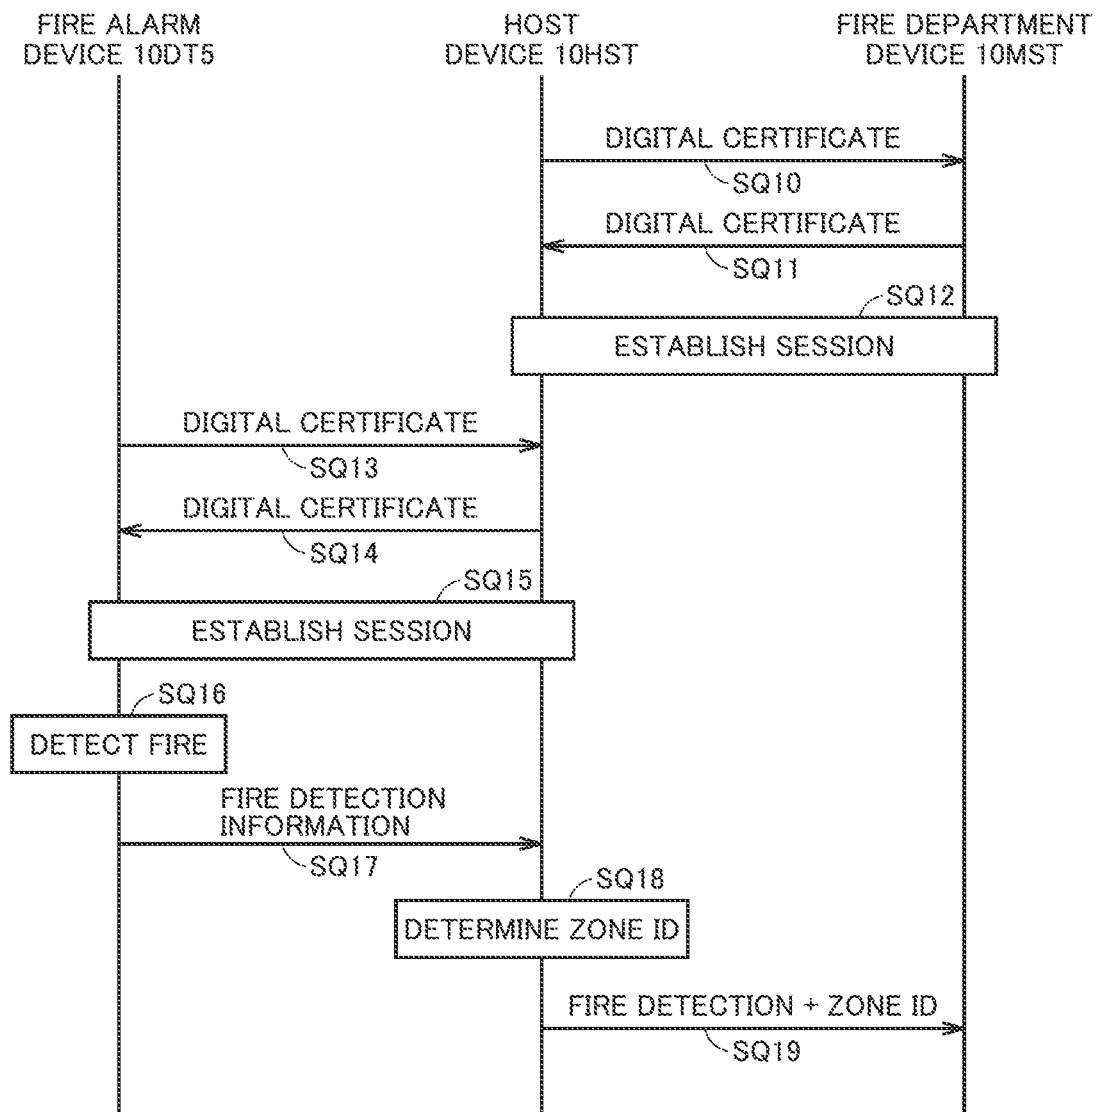 FIRE ALARM
DEVICE 10DT5
HOST
DEVICE 10HST
FIRE DEPARTMENT
DEVICE 10MST
DIGITAL CERTIFICATE
SQ10
DIGITAL CERTIFICATE
SQ11
SQ12
ESTABLISH SESSION
DIGITAL CERTIFICATE
SQ13
DIGITAL CERTIFICATE
SQ14
SQ15
ESTABLISH SESSION
SQ16
DETECT FIRE
FIRE DETECTION
INFORMATION
SQ17
SQ18
DETERMINE ZONE ID
FIRE DETECTION + ZONE ID
SQ19